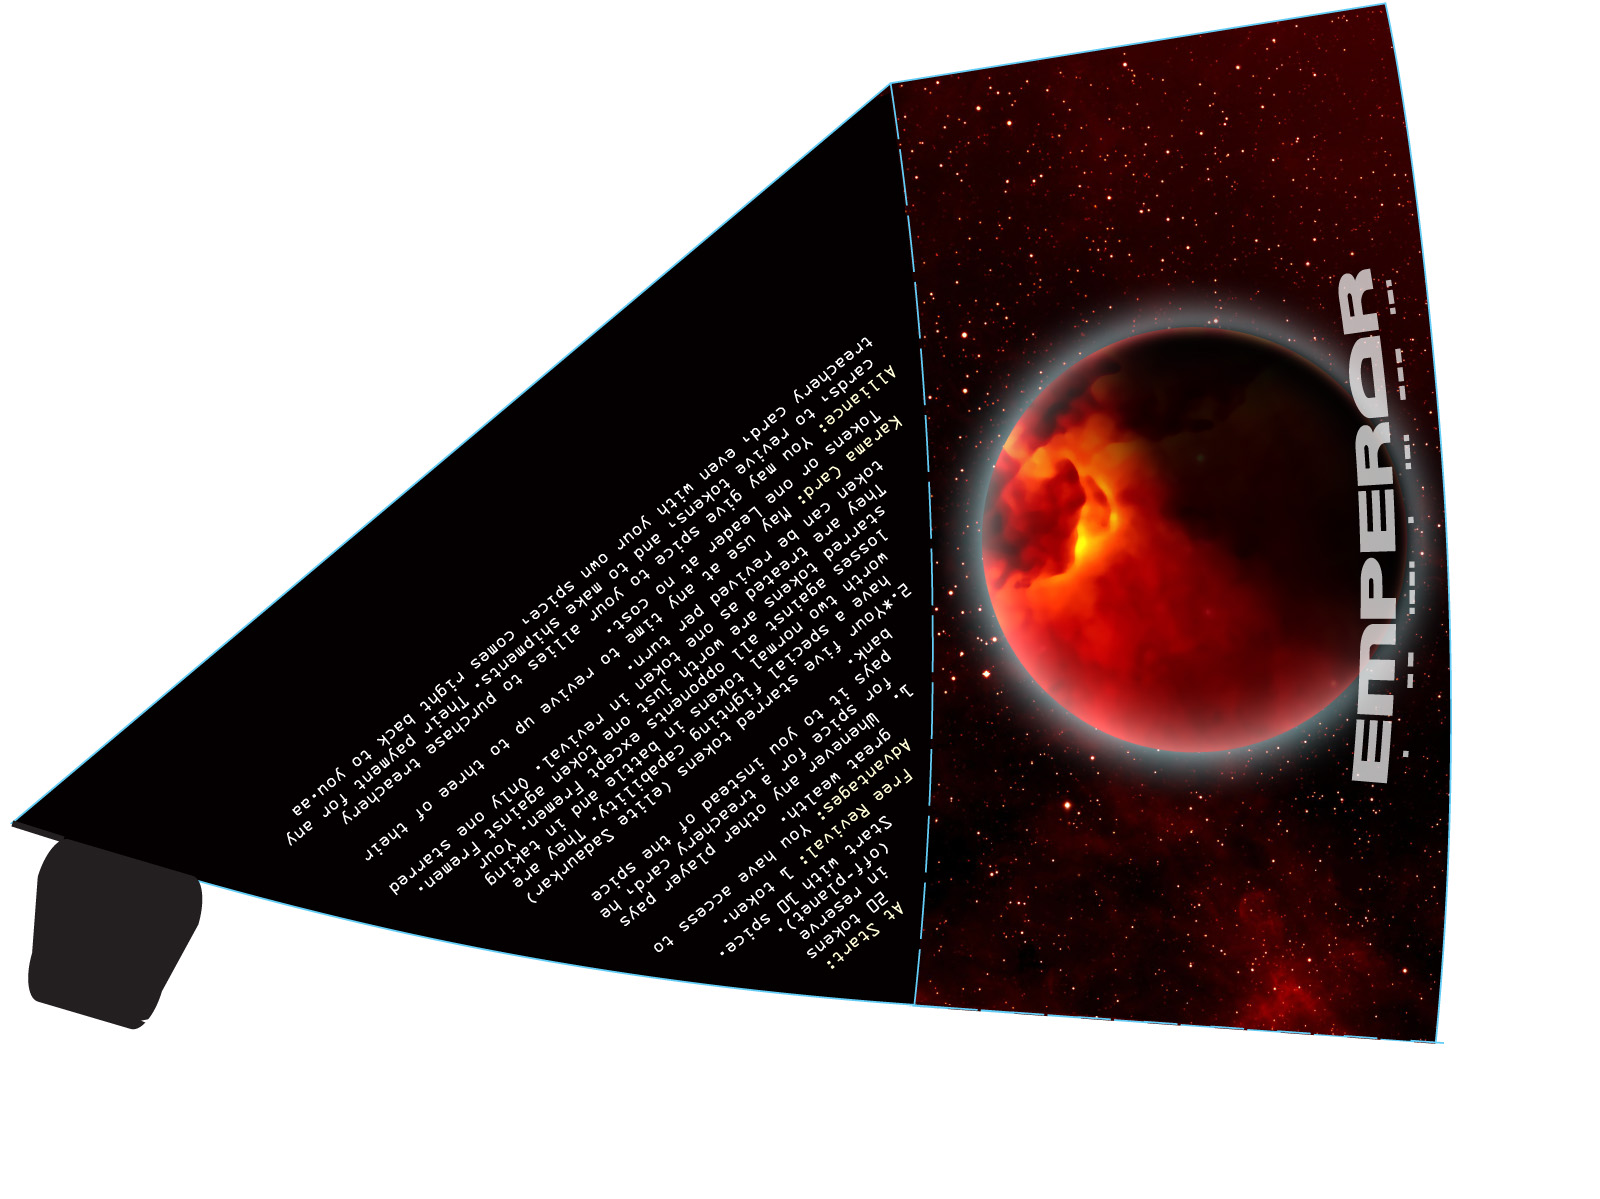 EMPEROR
At Start:
20 tokens
in reserve
(off-planet).
Start with 10 spice.
Free Revival: 1 token.
Advantages: You have access to
great wealth.
1. Whenever any other player pays
for spice for a treachery card, he
pays it to you instead of the spice
bank.
2.*Your five starred tokens (elite Sadaurkar)
have a special fighting capability. They are
worth two normal tokens in battle and in taking
losses against all opponents except Fremen. Your
starred tokens are worth just one token against Fremen.
They are treated as one token in revival. Only one starred
token can be revived per turn.
Karama Card: May use at any time to revive up to three of their
Tokens or one Leader at no cost.
Alliance: You may give spice to your allies to purchase treachery
cards, to revive tokens, and to make shipments. Their payment for any
treachery card, even with your own spice, comes right back to you.aa